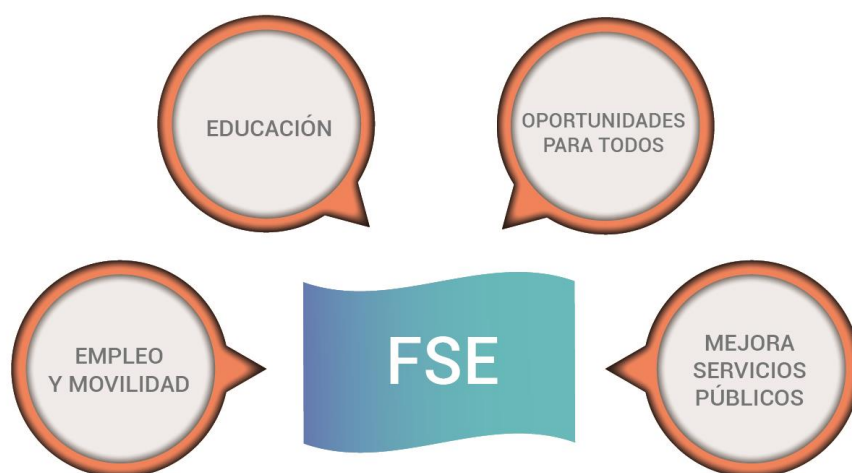 EDUCACIÓN
OPORTUNIDADES
PARA TODOS
EMPLEO
Y MOVILIDAD
FSE
MEJORA
SERVICIOS
PÚBLICOS